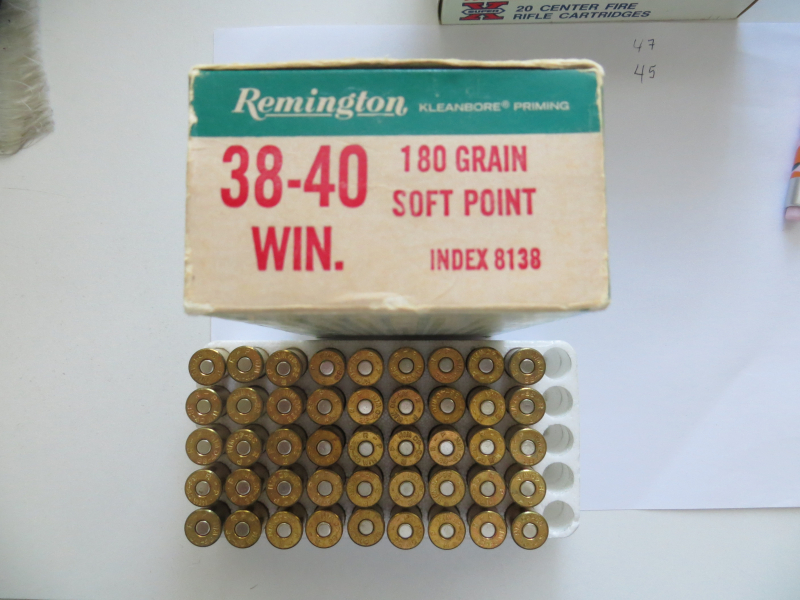 X
SUPER
20 CENTER FIRE
RIFLE CARTRIDGES
47
45
Remington KLEANBORE® PRIMING
38-40
WIN.
180 GRAIN
SOFT POINT
INDEX 8138